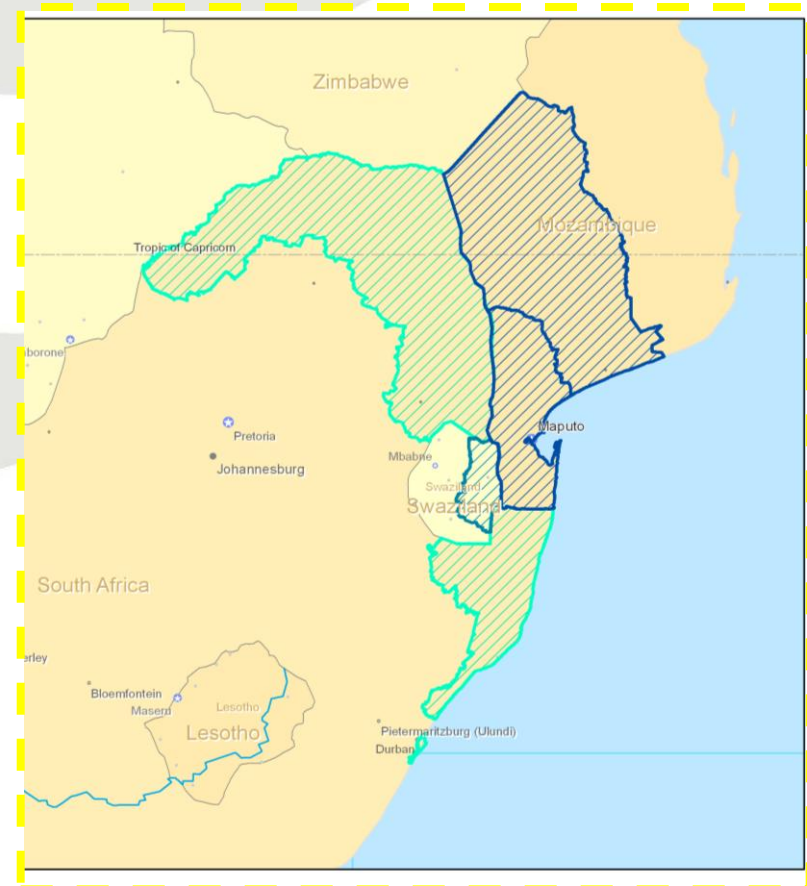 Zimbabwe
Mozambique
Tropic of Capricorn
borone
Maputo
Pretoria
Johannesburg
Mbabne
Swaziland
Swaziland
South Africa
erley
Bloemfontein
Maseru
Lesotho
Lesotho
Pietermaritzburg (Ulundi)
Durban